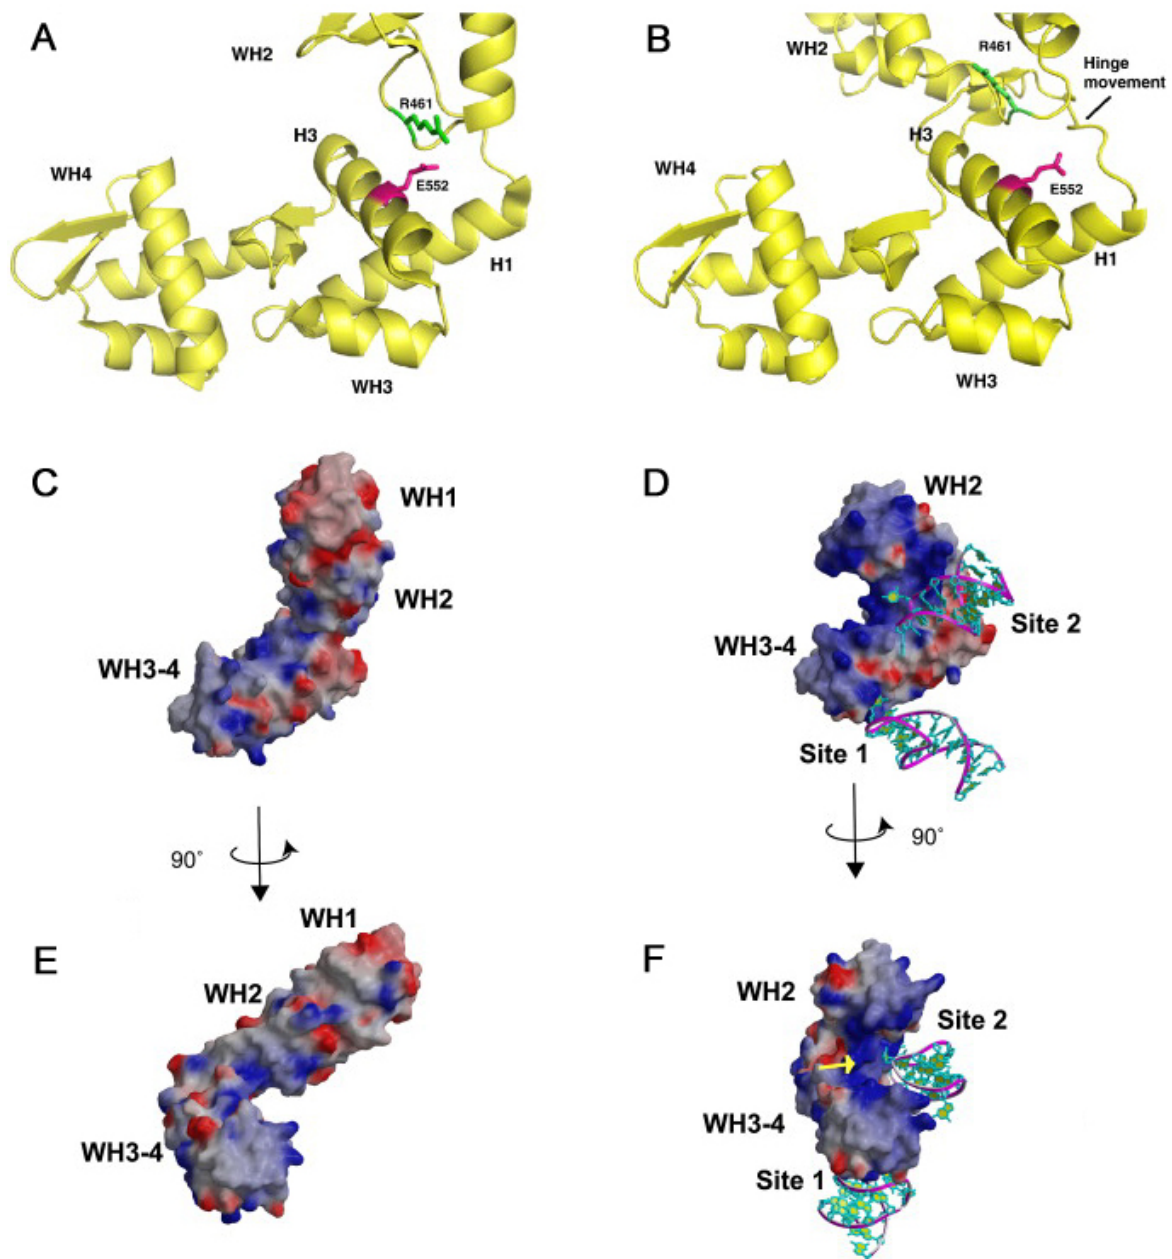 A
WH2
R461
H3
WH4
E552
H1
WH3
B
WH2
R461
Hinge
movement
H3
WH4
E552
H1
WH3
C
WH1
WH2
WH3-4
90°
D
WH2
Site 2
WH3-4
Site 1
90°
E
WH1
WH2
WH3-4
F
WH2
Site 2
WH3-4
Site 1